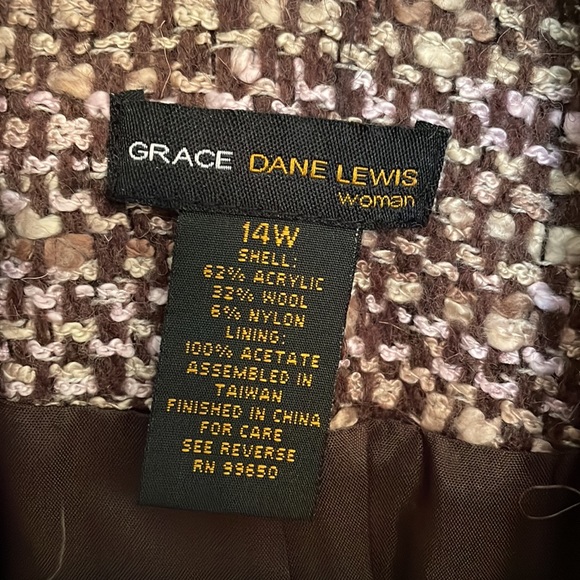 GRACE DANE LEWIS
woman
14W
SHELL:
62% ACRYLIC
32% WOOL
6% NYLON
LINING:
100% ACETATE
ASSEMBLED IN
TAIWAN
FINISHED IN CHINA
FOR CARE
SEE REVERSE
RN 99650